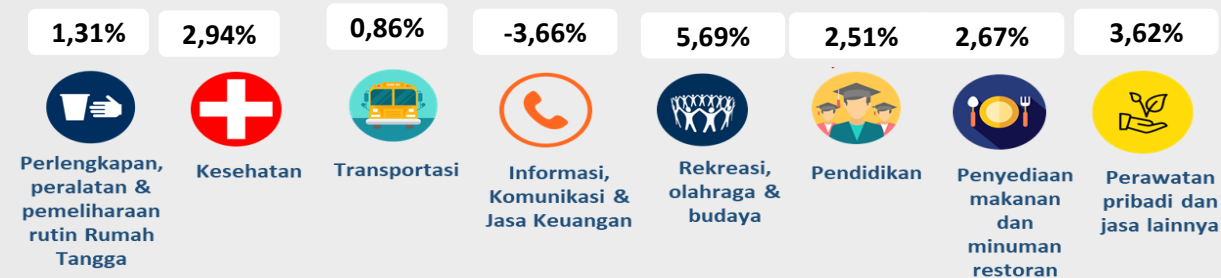 1,31%
2,94%
0,86%
-3,66%
5,69%
2,51%
2,67%
3,62%
Perlengkapan,
peralatan &
pemeliharaan
rutin Rumah
Tangga
Kesehatan
Transportasi
Informasi,
Komunikasi &
Jasa Keuangan
Rekreasi,
olahraga &
budaya
Pendidikan
Penyediaan
makanan
dan
minuman
restoran
Perawatan
pribadi dan
jasa lainnya